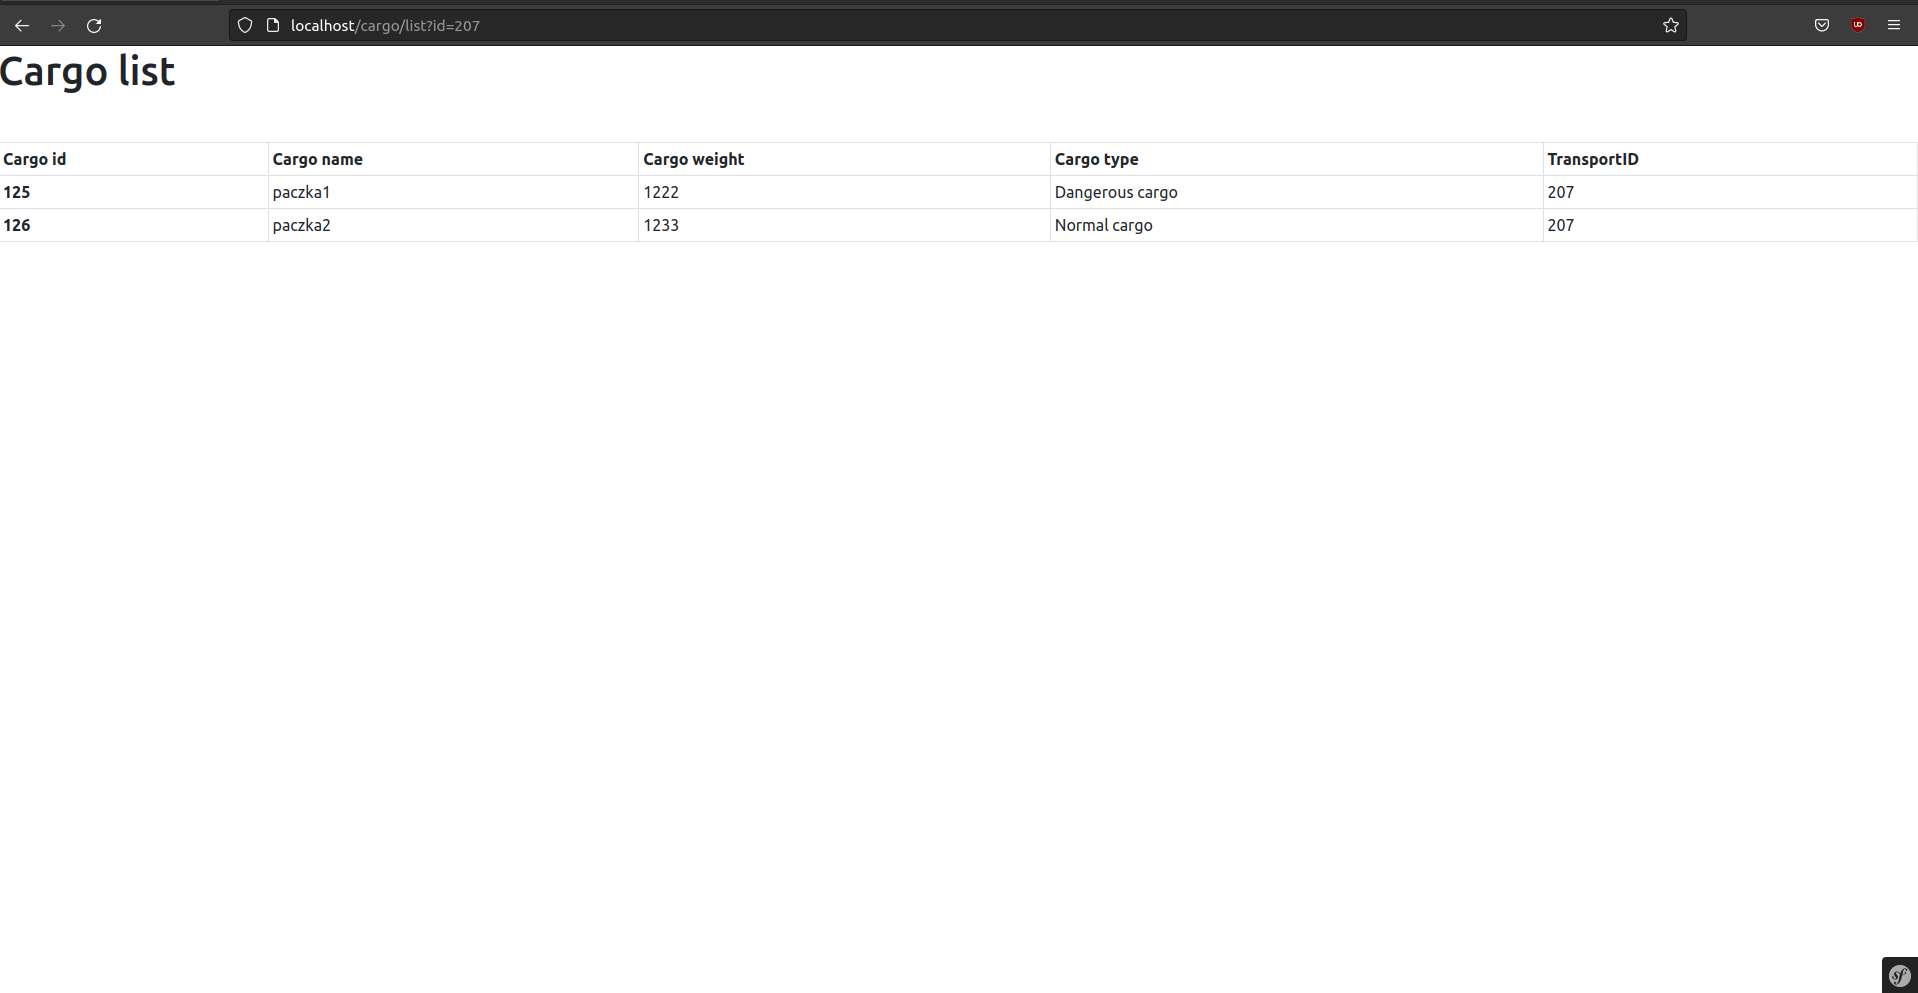 localhost/cargo/list?id=207
Cargo list
Cargo id Cargo name Cargo weight Cargo type TransportID
125 paczka1 1222 Dangerous cargo 207
126 paczka2 1233 Normal cargo 207
sf